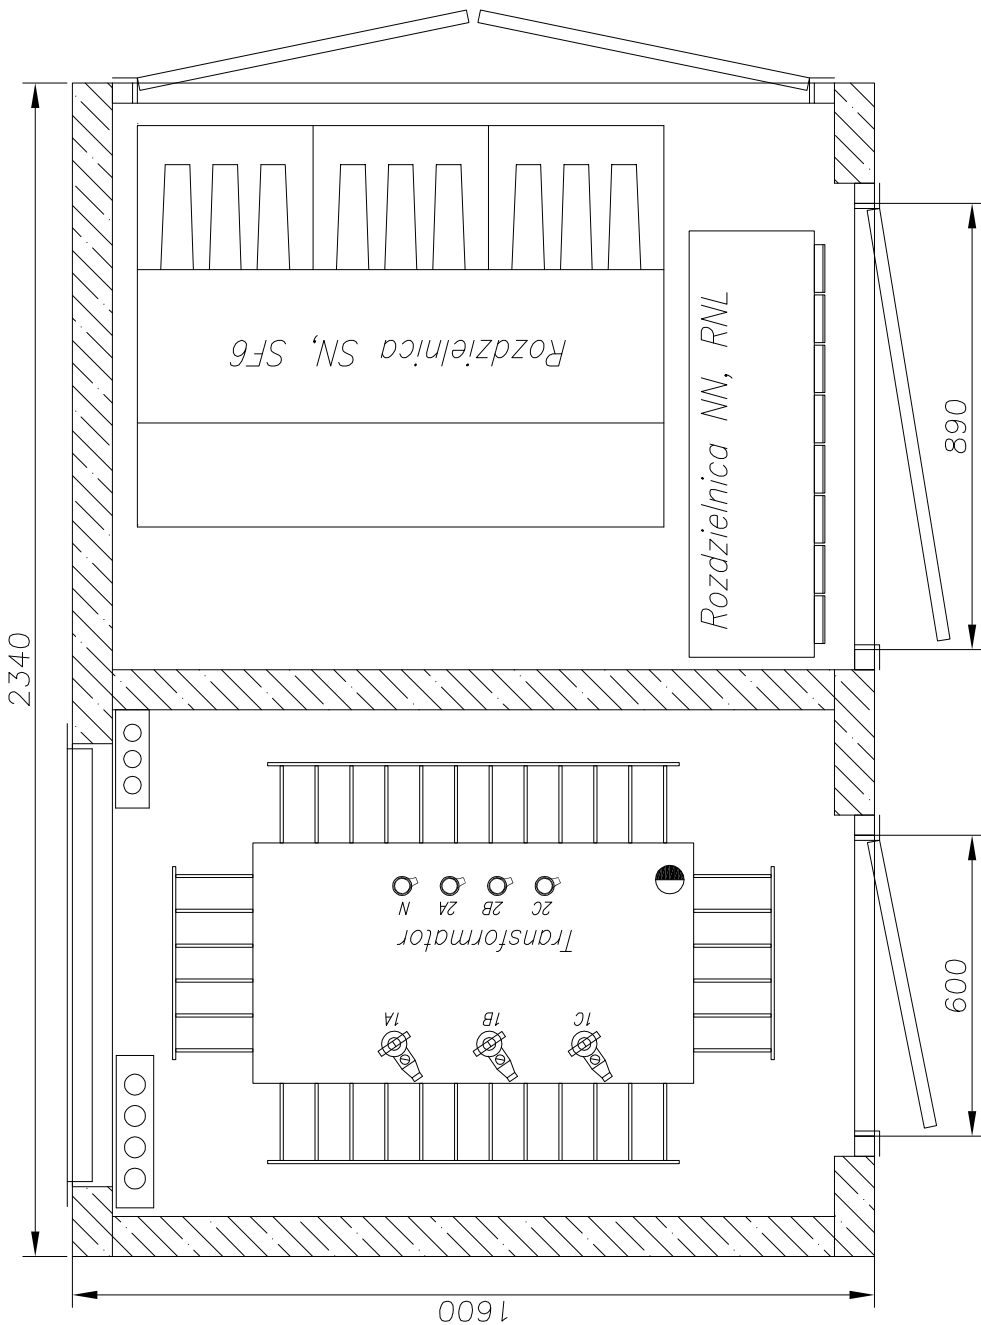 2340
Rozdzielnica SN, SF6
Rozdzielnica NN, RNL
890
N
2A
2B
2C
Transformator
1A
1B
1C
600
1600